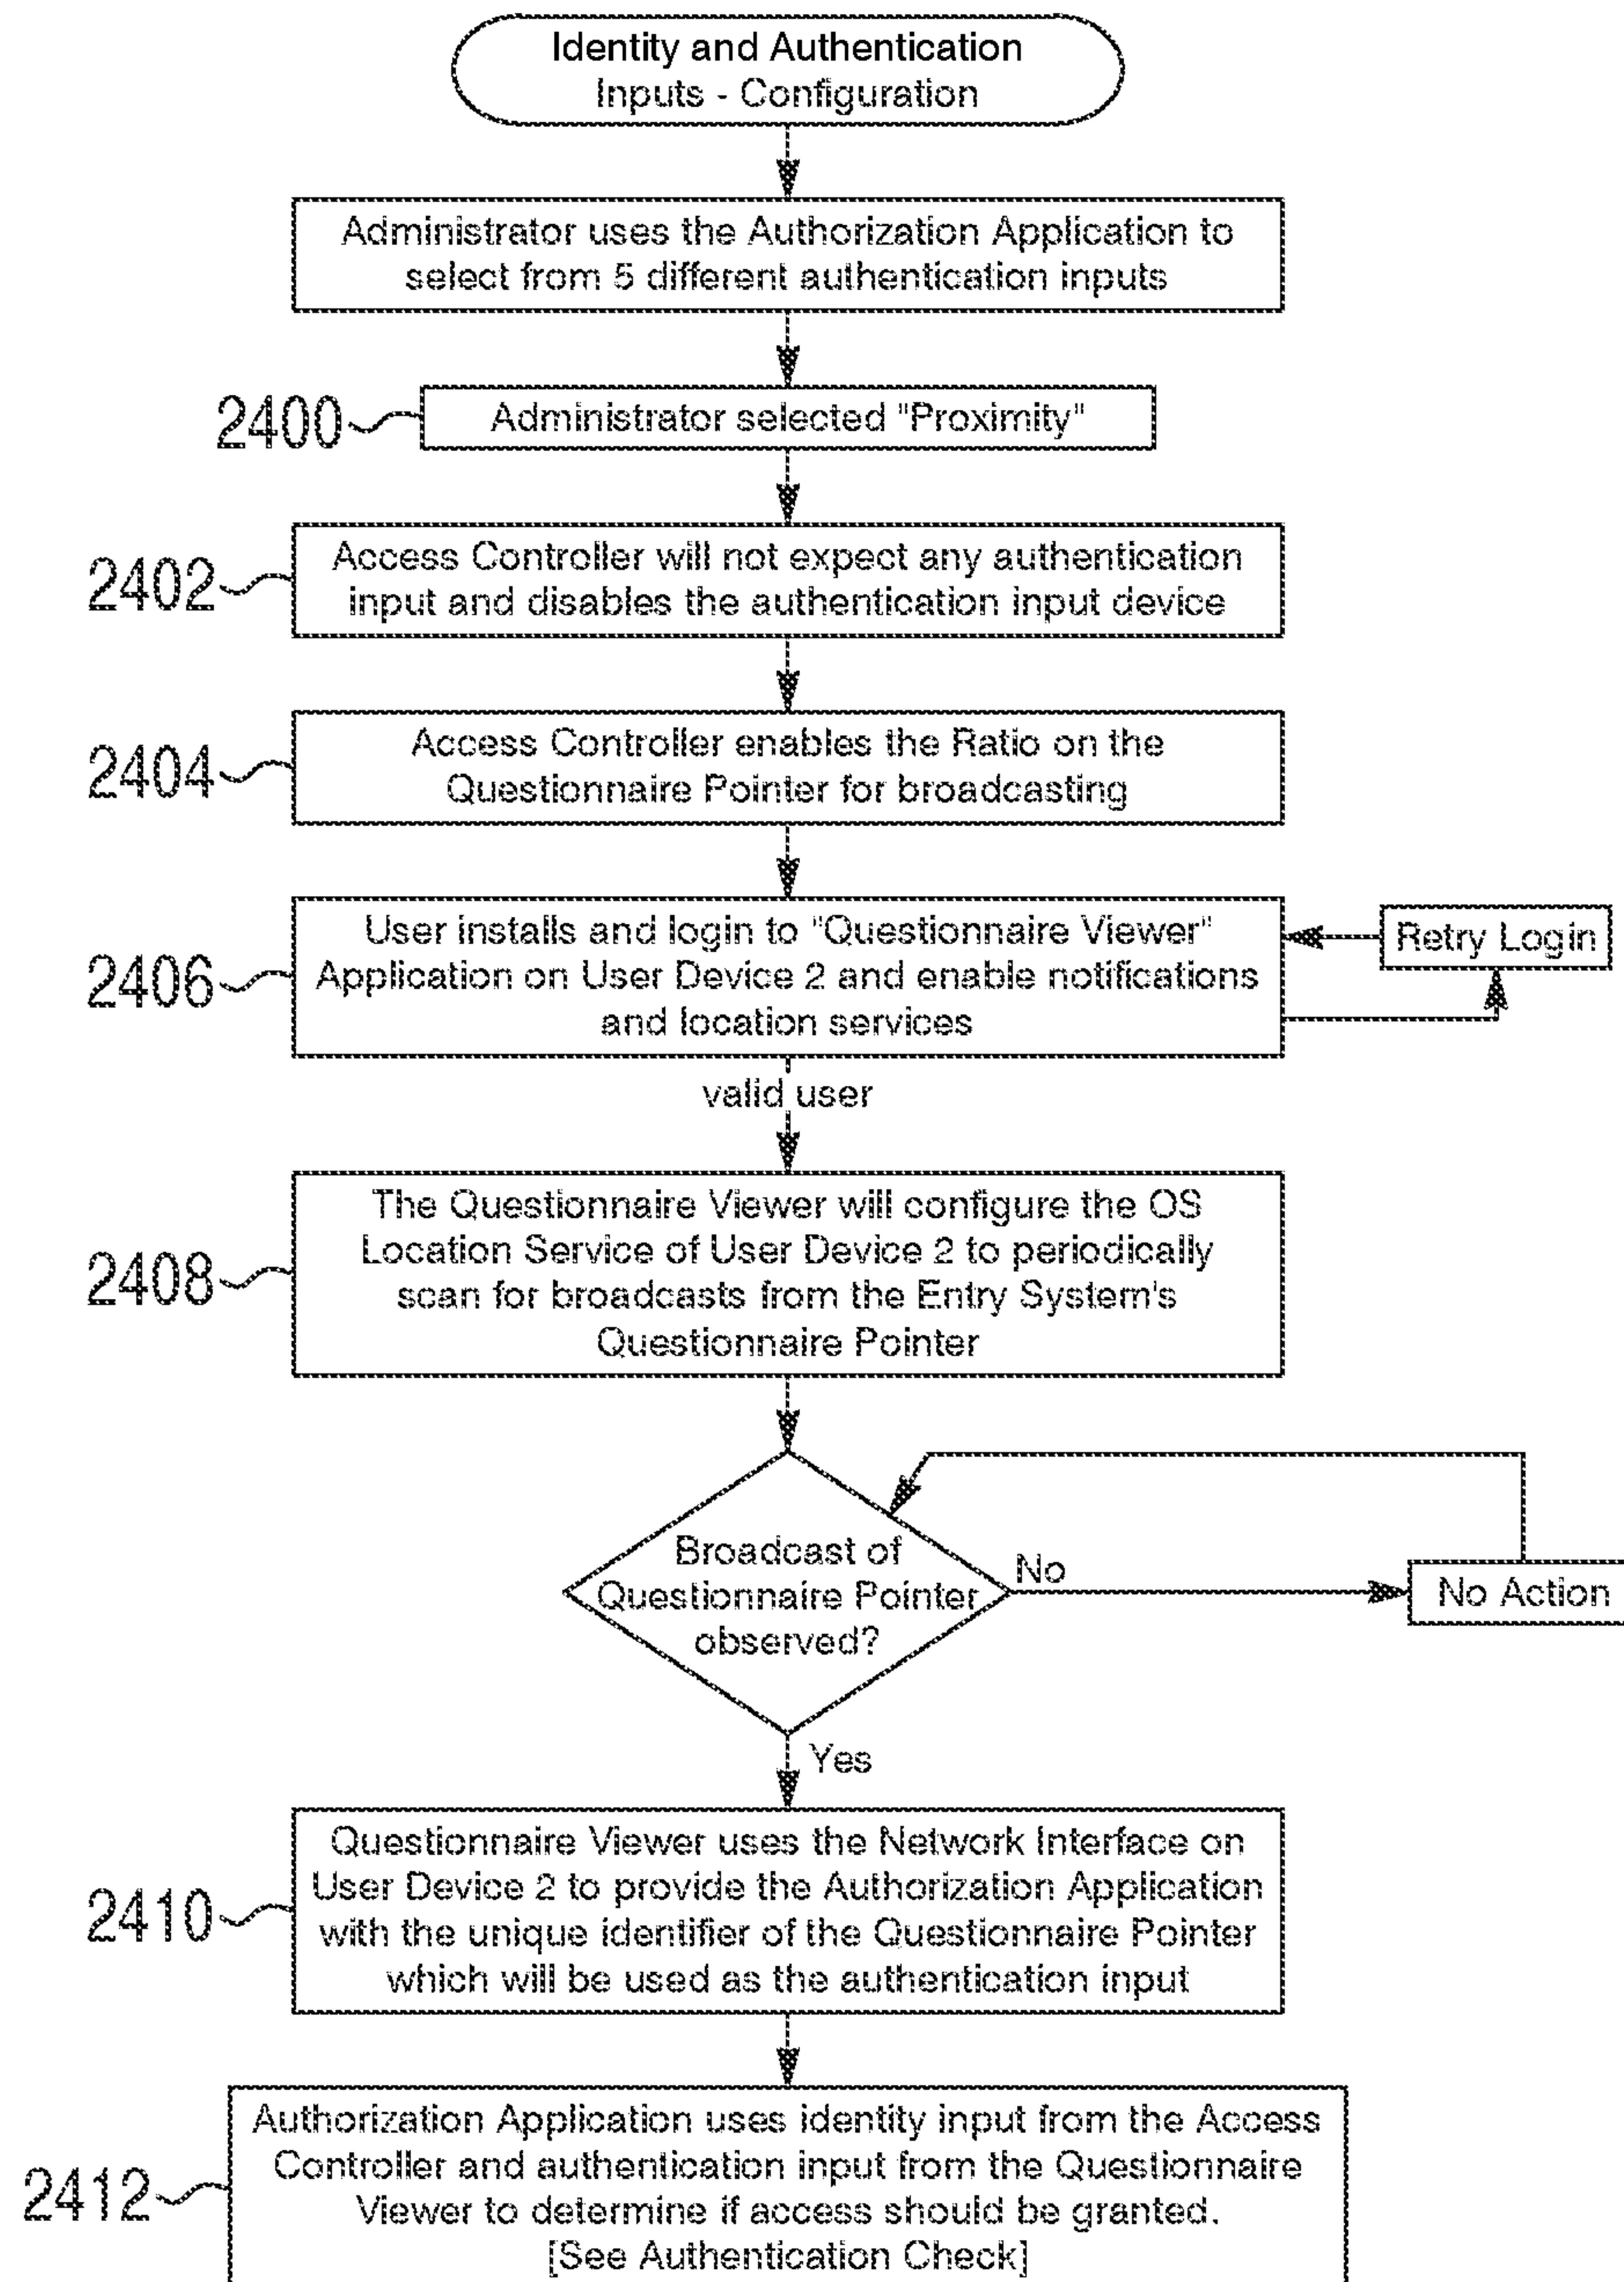 Identity and Authentication
Inputs - Configuration
Administrator uses the Authorization Application to
select from 5 different authentication inputs
2400
Administrator selected "Proximity"
2402
Access Controller will not expect any authentication
input and disables the authentication input device
2404
Access Controller enables the Ratio on the
Questionnaire Pointer for broadcasting
2406
User installs and login to "Questionnaire Viewer"
Application on User Device 2 and enable notifications
and location services
Retry Login
valid user
2408
The Questionnaire Viewer will configure the OS
Location Service of User Device 2 to periodically
scan for broadcasts from the Entry System's
Questionnaire Pointer
Broadcast of
Questionnaire Pointer
observed?
No
No Action
Yes
2410
Questionnaire Viewer uses the Network Interface on
User Device 2 to provide the Authorization Application
with the unique identifier of the Questionnaire Pointer
which will be used as the authentication input
2412
Authorization Application uses identity input from the Access
Controller and authentication input from the Questionnaire
Viewer to determine if access should be granted.
[See Authentication Check]